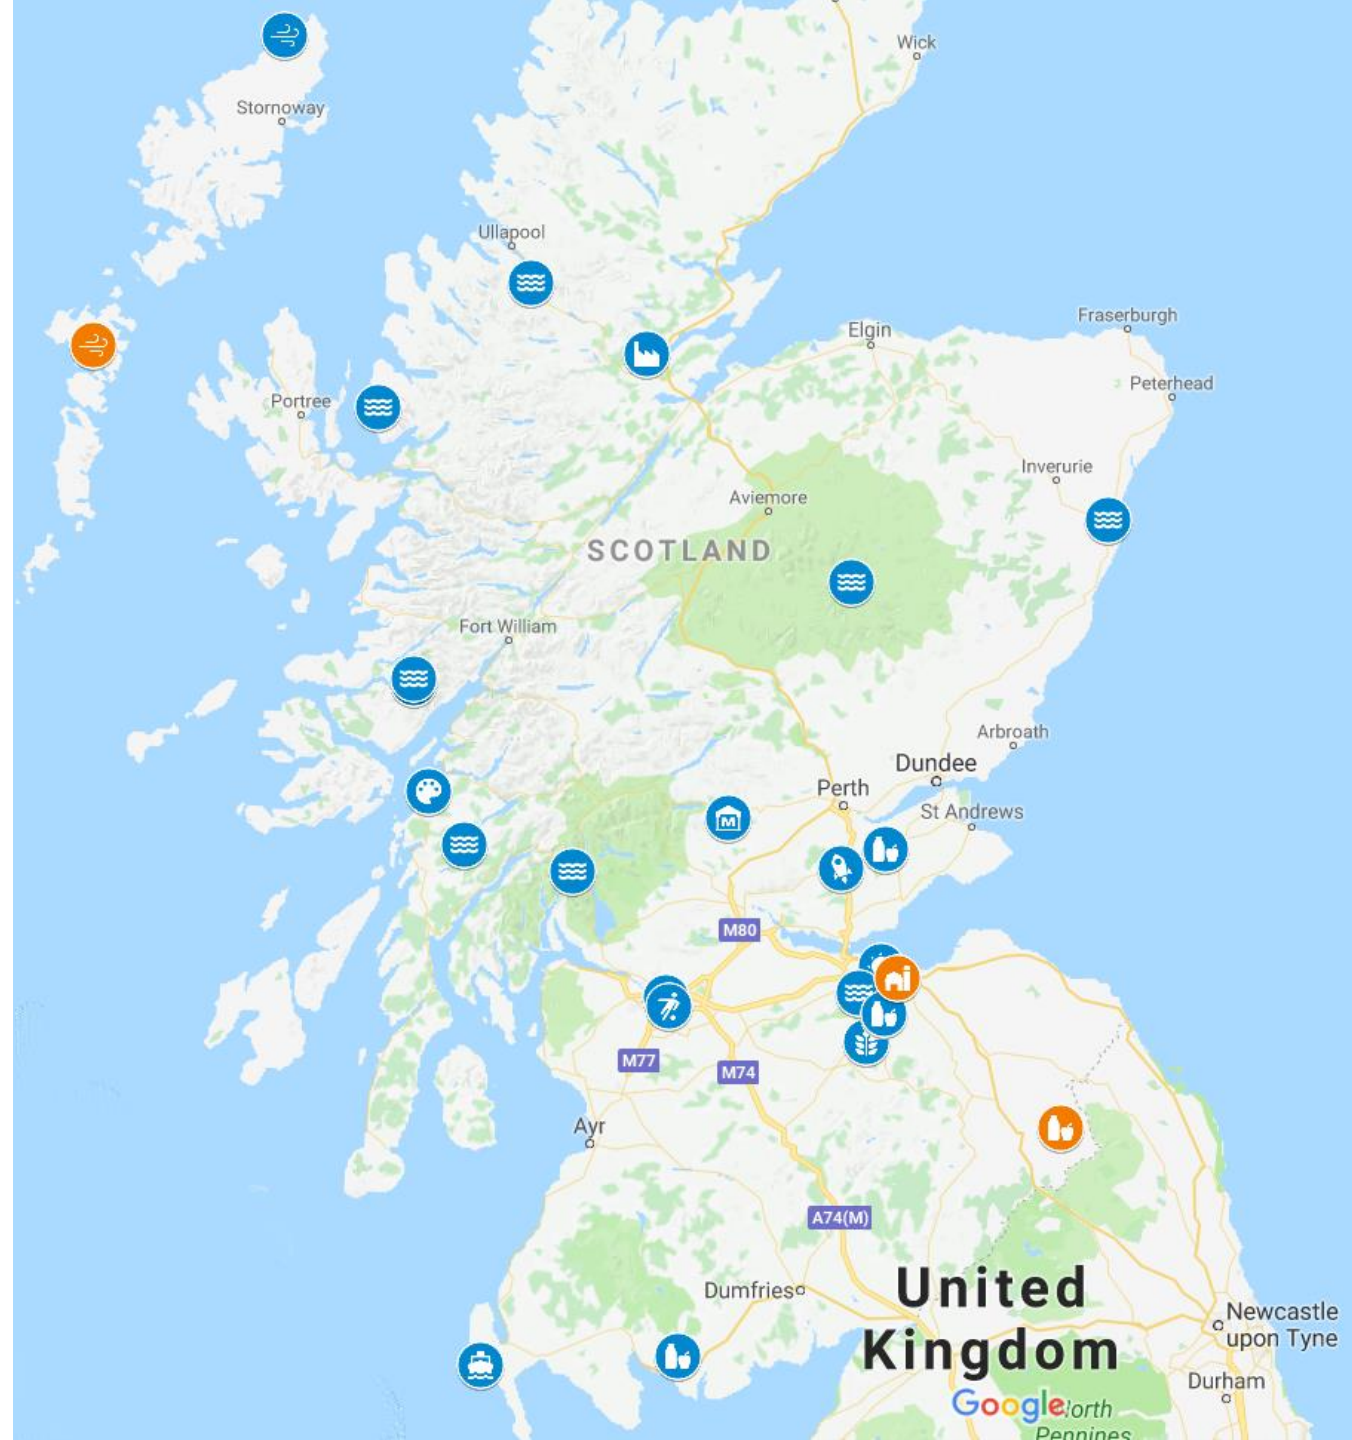 Wick
Stornoway
Ullapool
Fraserburgh
Elgin
Peterhead
Portree
Inverurie
Aviemore
SCOTLAND
Fort William
Arbroath
Dundee
Perth
St Andrews
M
M80
M77
M74
Ayr
A74(M)
Dumfries
United
Kingdom
Newcastle
upon Tyne
Durham
Google
Pennines